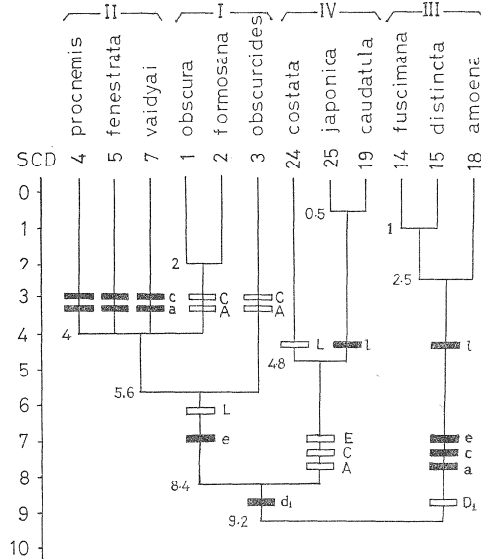 II I IV III
procnemis fenestrata vaidyai obscura formosana obscurcides costata japonica caudatula fuscimana distincta amoena
SCD 4 5 7 1 2 3 24 25 19 14 15 18
0
0.5
1 1
2 2
2.5
3 c C C
a A A
4 4 L l l
4.8
5
5.6
6 L
7 e E e
C c
8 A a
8.4
9 d₁ D₁
9.2
10